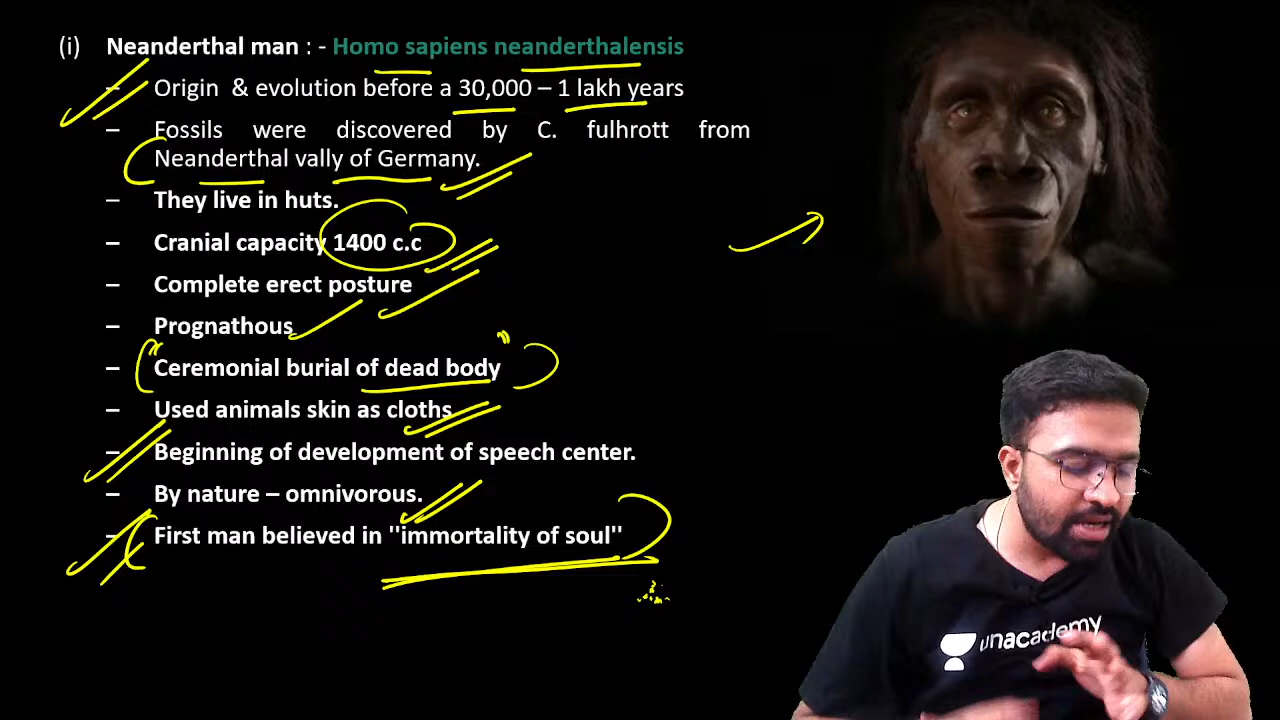 (i) Neanderthal man : - Homo sapiens neanderthalensis
– Origin & evolution before a 30,000 – 1 lakh years
– Fossils were discovered by C. fulhrott from
Neanderthal vally of Germany.
– They live in huts.
– Cranial capacity 1400 c.c
– Complete erect posture
– Prognathous
– Ceremonial burial of dead body
– Used animals skin as cloths
– Beginning of development of speech center.
– By nature – omnivorous.
– First man believed in "immortality of soul"
unacademy